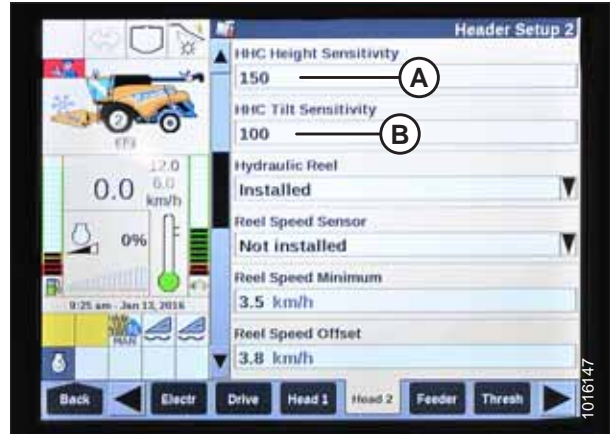 Header Setup 2
HHC Height Sensitivity
150
A
HHC Tilt Sensitivity
100
B
Hydraulic Reel
Installed
Reel Speed Sensor
Not installed
Reel Speed Minimum
3.5 km/h
Reel Speed Offset
3.8 km/h
2
12.0
6.0
0.0 km/h
0%
9:25 am - Jan 13, 2016
MAN
Back
Electr
Drive
Head 1
Head 2
Feeder
Thresh
1016147